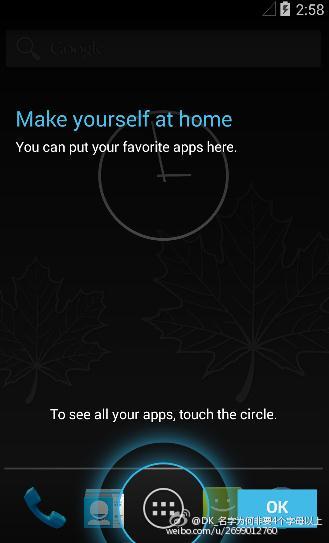 2:58
Google
Make yourself at home
You can put your favorite apps here.
To see all your apps, touch the circle.
OK
@DK_名字为何非要4个字母以上
weibo.com/u/2699012760